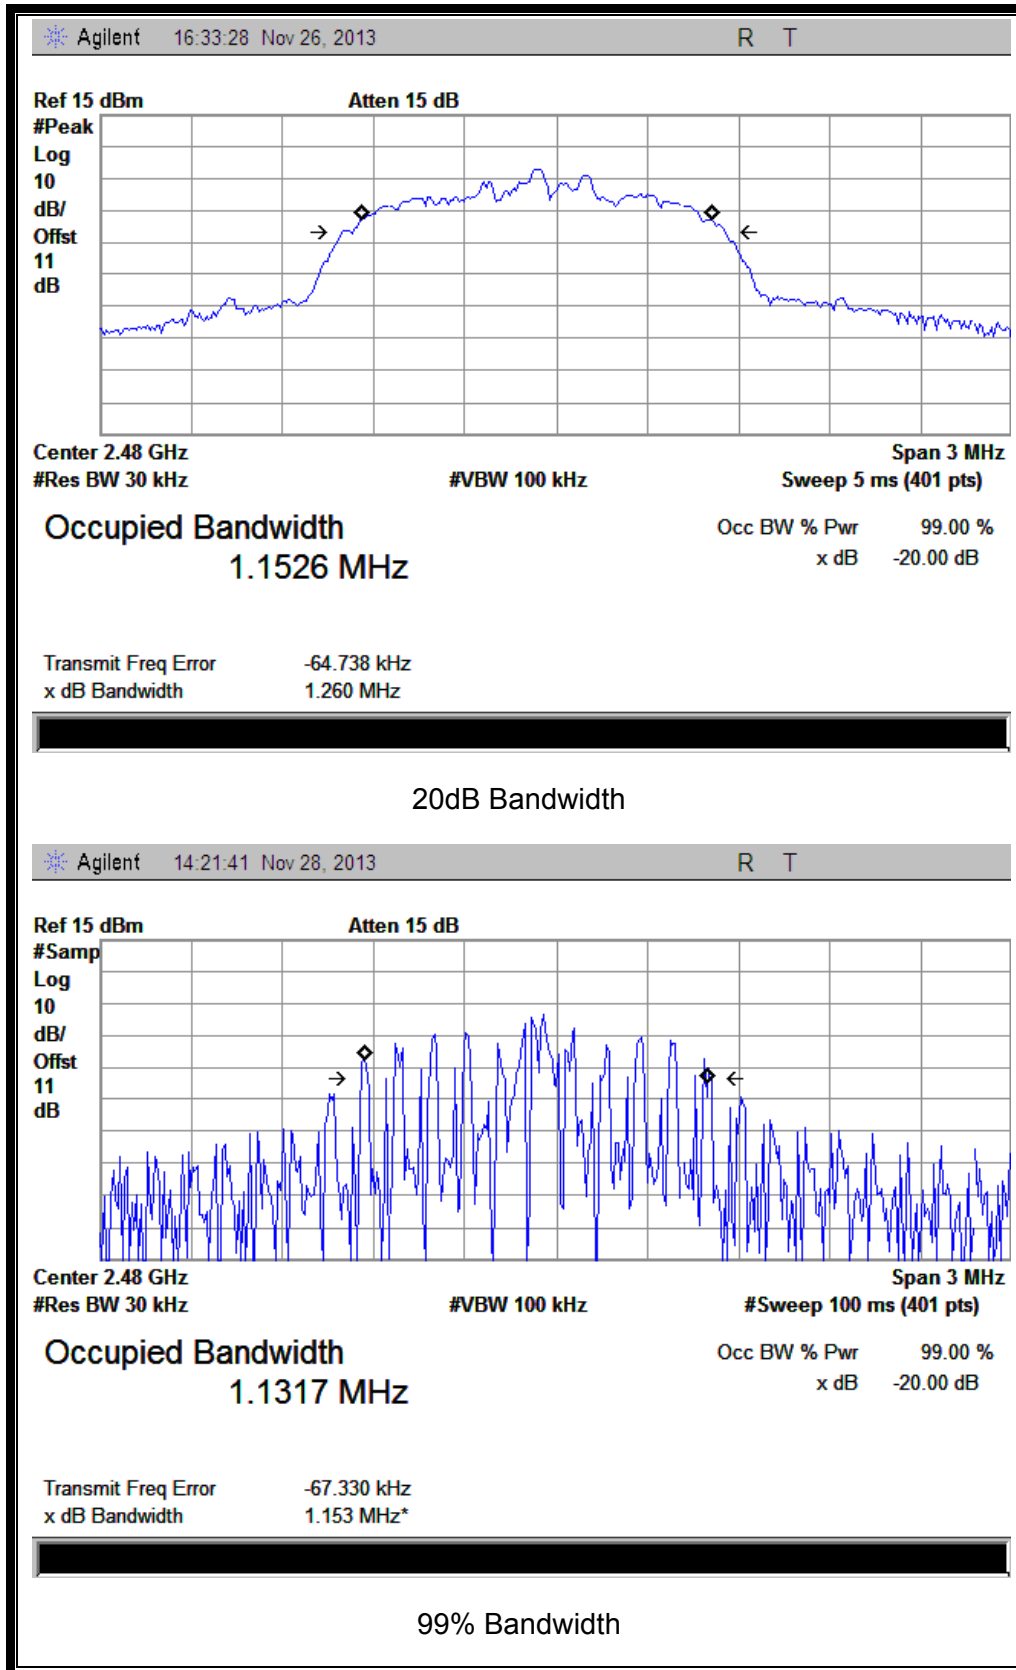 Agilent 16:33:28 Nov 26, 2013 R T
Ref 15 dBm Atten 15 dB
#Peak
Log
10
dB/
Offst
11
dB
Center 2.48 GHz Span 3 MHz
#Res BW 30 kHz #VBW 100 kHz Sweep 5 ms (401 pts)
Occupied Bandwidth Occ BW % Pwr 99.00 %
1.1526 MHz x dB -20.00 dB
Transmit Freq Error -64.738 kHz
x dB Bandwidth 1.260 MHz
20dB Bandwidth
Agilent 14:21:41 Nov 28, 2013 R T
Ref 15 dBm Atten 15 dB
#Samp
Log
10
dB/
Offst
11
dB
Center 2.48 GHz Span 3 MHz
#Res BW 30 kHz #VBW 100 kHz #Sweep 100 ms (401 pts)
Occupied Bandwidth Occ BW % Pwr 99.00 %
1.1317 MHz x dB -20.00 dB
Transmit Freq Error -67.330 kHz
x dB Bandwidth 1.153 MHz*
99% Bandwidth